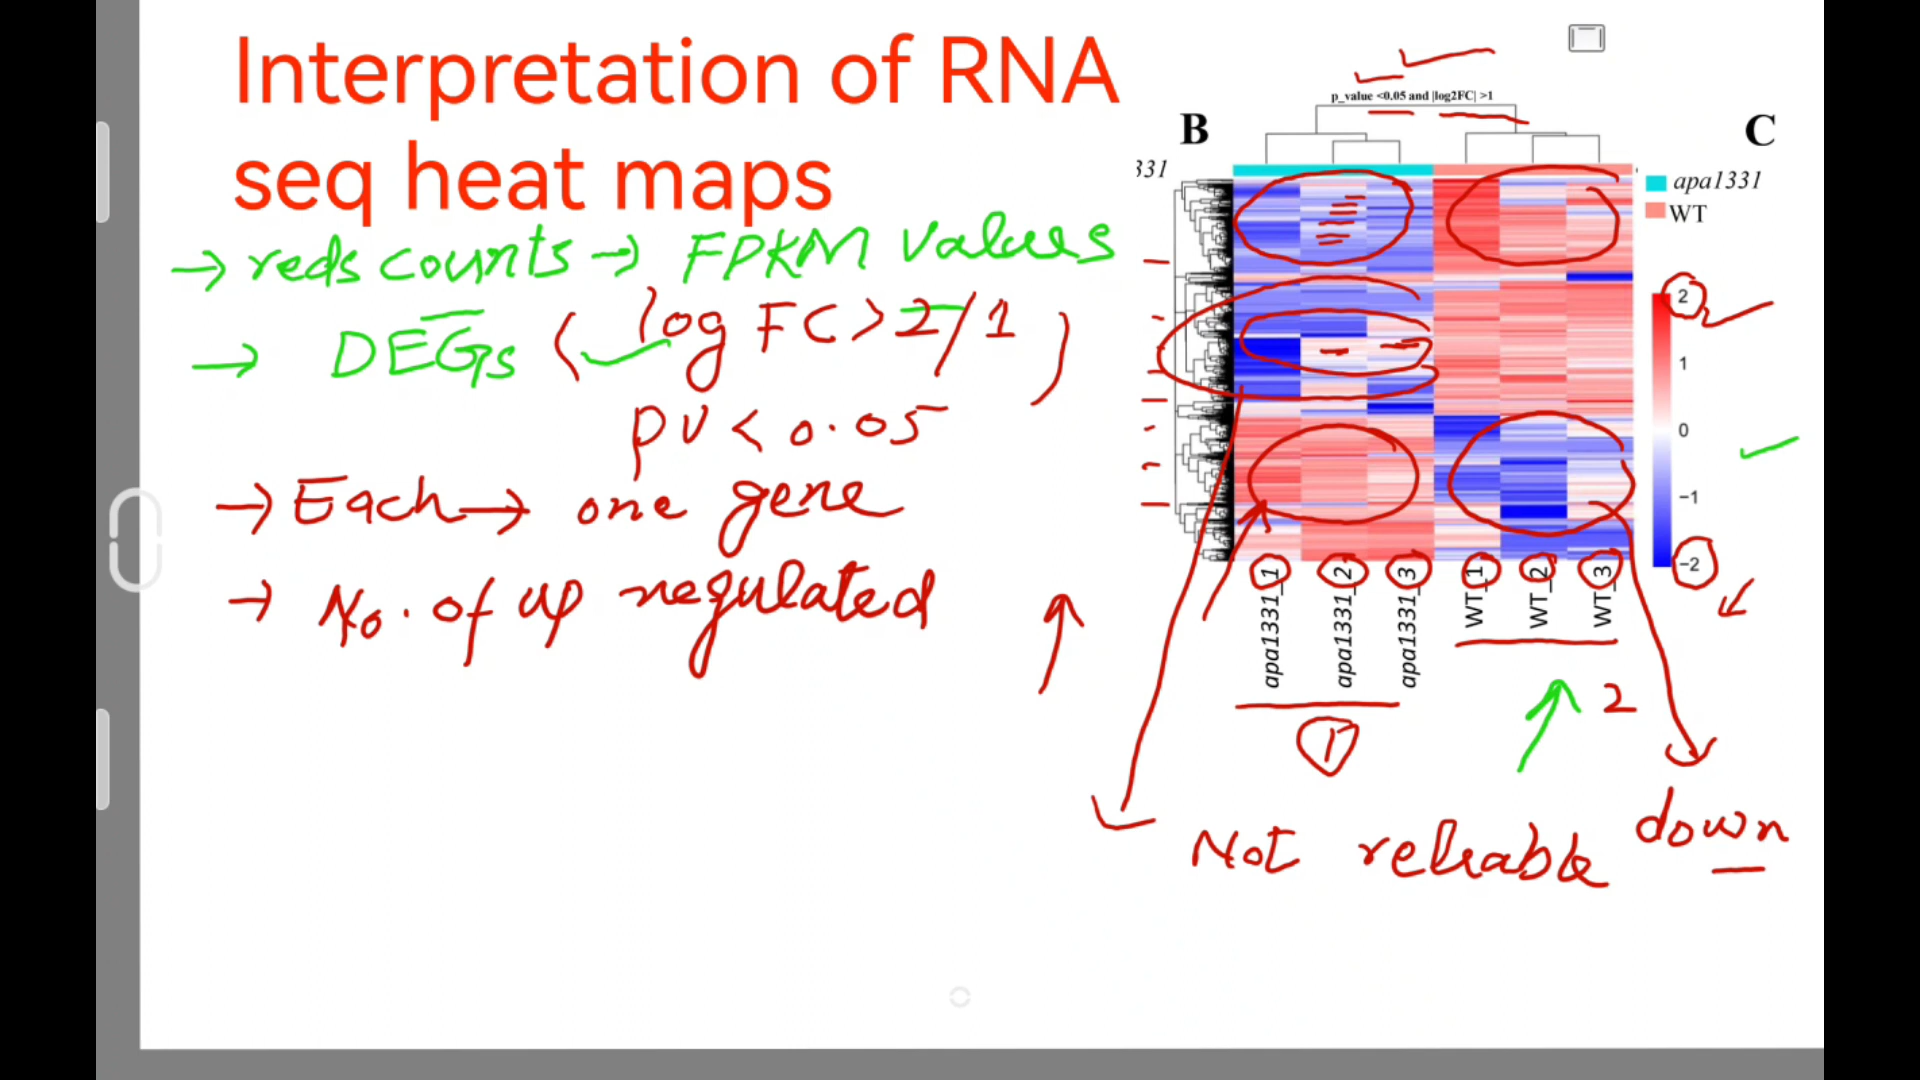 Interpretation of RNA
seq heat maps
→ reds counts → FPKM values
→ DEGs ( log FC > 2/1 )
PV < 0.05
→ Each → one gene
→ No. of up regulated
p_value <0.05 and |log2FC| >1
B
C
331
apa1331
WT
2
1
0
−1
−2
apa1331_1
apa1331_2
apa1331_3
WT_1
WT_2
WT_3
1
2
Not reliable
down